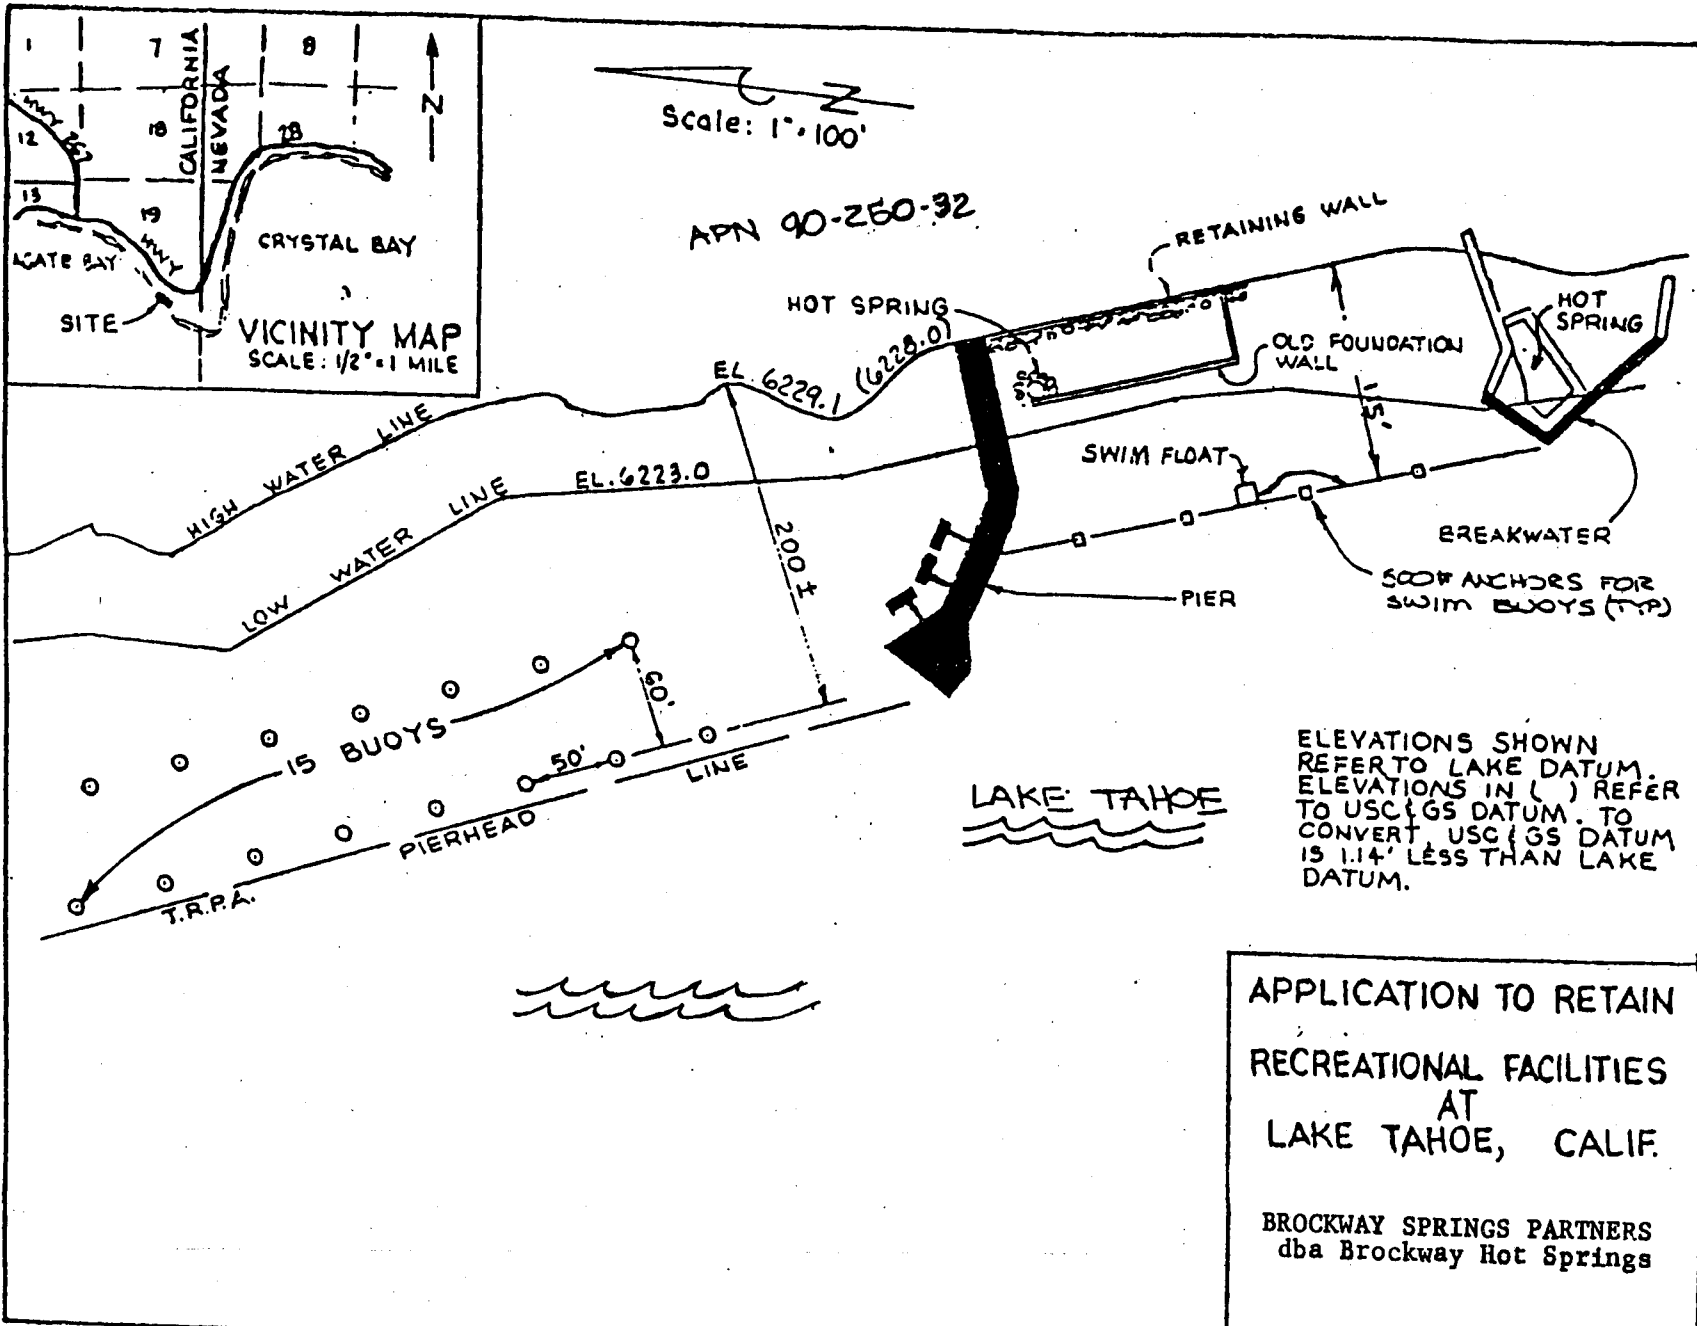 1
7
8
CALIFORNIA
NEVADA
N
HWY 267
12
18
28
13
19
HWY
AGATE BAY
CRYSTAL BAY
SITE
VICINITY MAP
SCALE: 1/2"=1 MILE
N
Scale: 1"=100'
APN 90-250-32
RETAINING WALL
HOT SPRING
HOT
SPRING
OLD FOUNDATION
WALL
EL. 6229.1 (6228.0)
HIGH WATER LINE
LOW WATER LINE
EL. 6223.0
115'
SWIM FLOAT
200 ±
BREAKWATER
500# ANCHORS FOR
SWIM BUOYS (TYP)
PIER
60'
15 BUOYS
50'
T.R.P.A. PIERHEAD LINE
LAKE TAHOE
ELEVATIONS SHOWN
REFER TO LAKE DATUM.
ELEVATIONS IN ( ) REFER
TO USC&GS DATUM. TO
CONVERT, USC&GS DATUM
IS 1.14' LESS THAN LAKE
DATUM.
APPLICATION TO RETAIN
RECREATIONAL FACILITIES
AT
LAKE TAHOE, CALIF.
BROCKWAY SPRINGS PARTNERS
dba Brockway Hot Springs